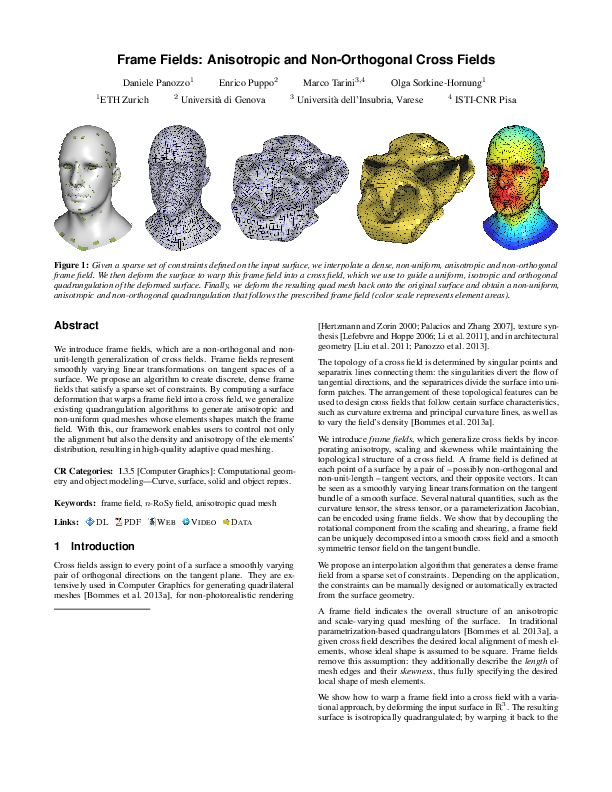 Frame Fields: Anisotropic and Non-Orthogonal Cross Fields
Daniele Panozzo1 Enrico Puppo2 Marco Tarini3,4 Olga Sorkine-Hornung1
1ETH Zurich 2 Università di Genova 3 Università dell'Insubria, Varese 4 ISTI-CNR Pisa
Figure 1: Given a sparse set of constraints defined on the input surface, we interpolate a dense, non-uniform, anisotropic and non-orthogonal
frame field. We then deform the surface to warp this frame field into a cross field, which we use to guide a uniform, isotropic and orthogonal
quadrangulation of the deformed surface. Finally, we deform the resulting quad mesh back onto the original surface and obtain a non-uniform,
anisotropic and non-orthogonal quadrangulation that follows the prescribed frame field (color scale represents element areas).
Abstract
We introduce frame fields, which are a non-orthogonal and non-
unit-length generalization of cross fields. Frame fields represent
smoothly varying linear transformations on tangent spaces of a
surface. We propose an algorithm to create discrete, dense frame
fields that satisfy a sparse set of constraints. By computing a surface
deformation that warps a frame field into a cross field, we generalize
existing quadrangulation algorithms to generate anisotropic and
non-uniform quad meshes whose elements shapes match the frame
field. With this, our framework enables users to control not only
the alignment but also the density and anisotropy of the elements'
distribution, resulting in high-quality adaptive quad meshing.
CR Categories: I.3.5 [Computer Graphics]: Computational geom-
etry and object modeling—Curve, surface, solid and object repres.
Keywords: frame field, n-RoSy field, anisotropic quad mesh
Links: DL PDF WEB VIDEO DATA
1 Introduction
Cross fields assign to every point of a surface a smoothly varying
pair of orthogonal directions on the tangent plane. They are ex-
tensively used in Computer Graphics for generating quadrilateral
meshes [Bommes et al. 2013a], for non-photorealistic rendering
[Hertzmann and Zorin 2000; Palacios and Zhang 2007], texture syn-
thesis [Lefebvre and Hoppe 2006; Li et al. 2011], and in architectural
geometry [Liu et al. 2011; Panozzo et al. 2013].
The topology of a cross field is determined by singular points and
separatrix lines connecting them: the singularities divert the flow of
tangential directions, and the separatrices divide the surface into uni-
form patches. The arrangement of these topological features can be
used to design cross fields that follow certain surface characteristics,
such as curvature extrema and principal curvature lines, as well as
to vary the field's density [Bommes et al. 2013a].
We introduce frame fields, which generalize cross fields by incor-
porating anisotropy, scaling and skewness while maintaining the
topological structure of a cross field. A frame field is defined at
each point of a surface by a pair of – possibly non-orthogonal and
non-unit-length – tangent vectors, and their opposite vectors. It can
be seen as a smoothly varying linear transformation on the tangent
bundle of a smooth surface. Several natural quantities, such as the
curvature tensor, the stress tensor, or a parameterization Jacobian,
can be encoded using frame fields. We show that by decoupling the
rotational component from the scaling and shearing, a frame field
can be uniquely decomposed into a smooth cross field and a smooth
symmetric tensor field on the tangent bundle.
We propose an interpolation algorithm that generates a dense frame
field from a sparse set of constraints. Depending on the application,
the constraints can be manually designed or automatically extracted
from the surface geometry.
A frame field indicates the overall structure of an anisotropic
and scale-varying quad meshing of the surface. In traditional
parametrization-based quadrangulators [Bommes et al. 2013a], a
given cross field describes the desired local alignment of mesh el-
ements, whose ideal shape is assumed to be square. Frame fields
remove this assumption: they additionally describe the length of
mesh edges and their skewness, thus fully specifying the desired
local shape of mesh elements.
We show how to warp a frame field into a cross field with a varia-
tional approach, by deforming the input surface in ℝ3. The resulting
surface is isotropically quadrangulated; by warping it back to the